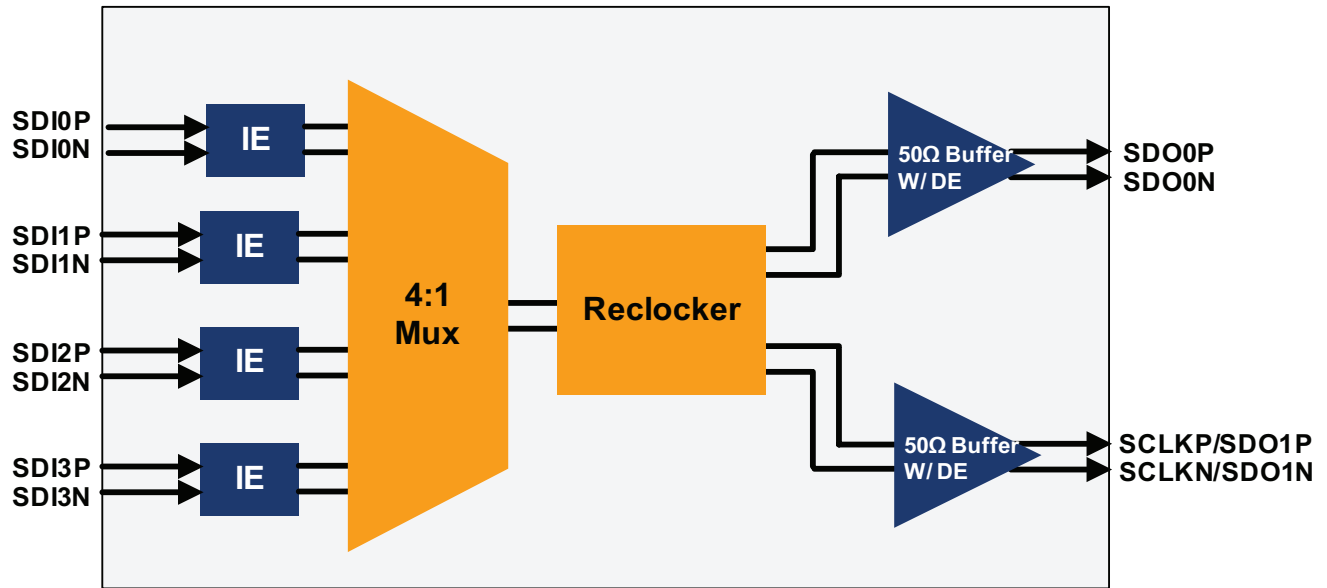 SDI0P
SDI0N
IE
SDI1P
SDI1N
IE
SDI2P
SDI2N
IE
SDI3P
SDI3N
IE
4:1
Mux
Reclocker
50Ω Buffer
W/ DE
SDO0P
SDO0N
50Ω Buffer
W/ DE
SCLKP/SDO1P
SCLKN/SDO1N